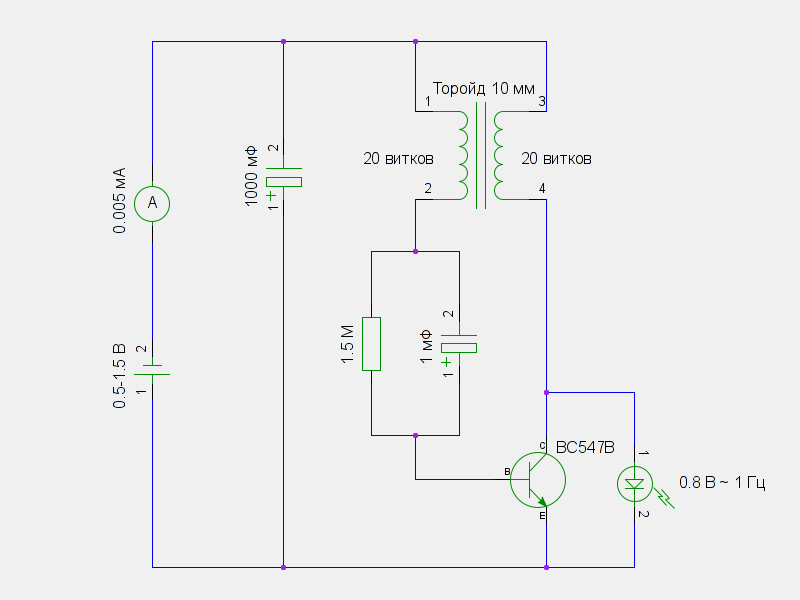 Торойд 10 мм
1
3
20 витков
20 витков
2
4
0.005 мА
A
1000 мФ
2
1 +
0.5-1.5 В
2
1
1.5 М
1 мФ
2
1 +
BC547B
C
B
E
1
2
0.8 В ~ 1 Гц